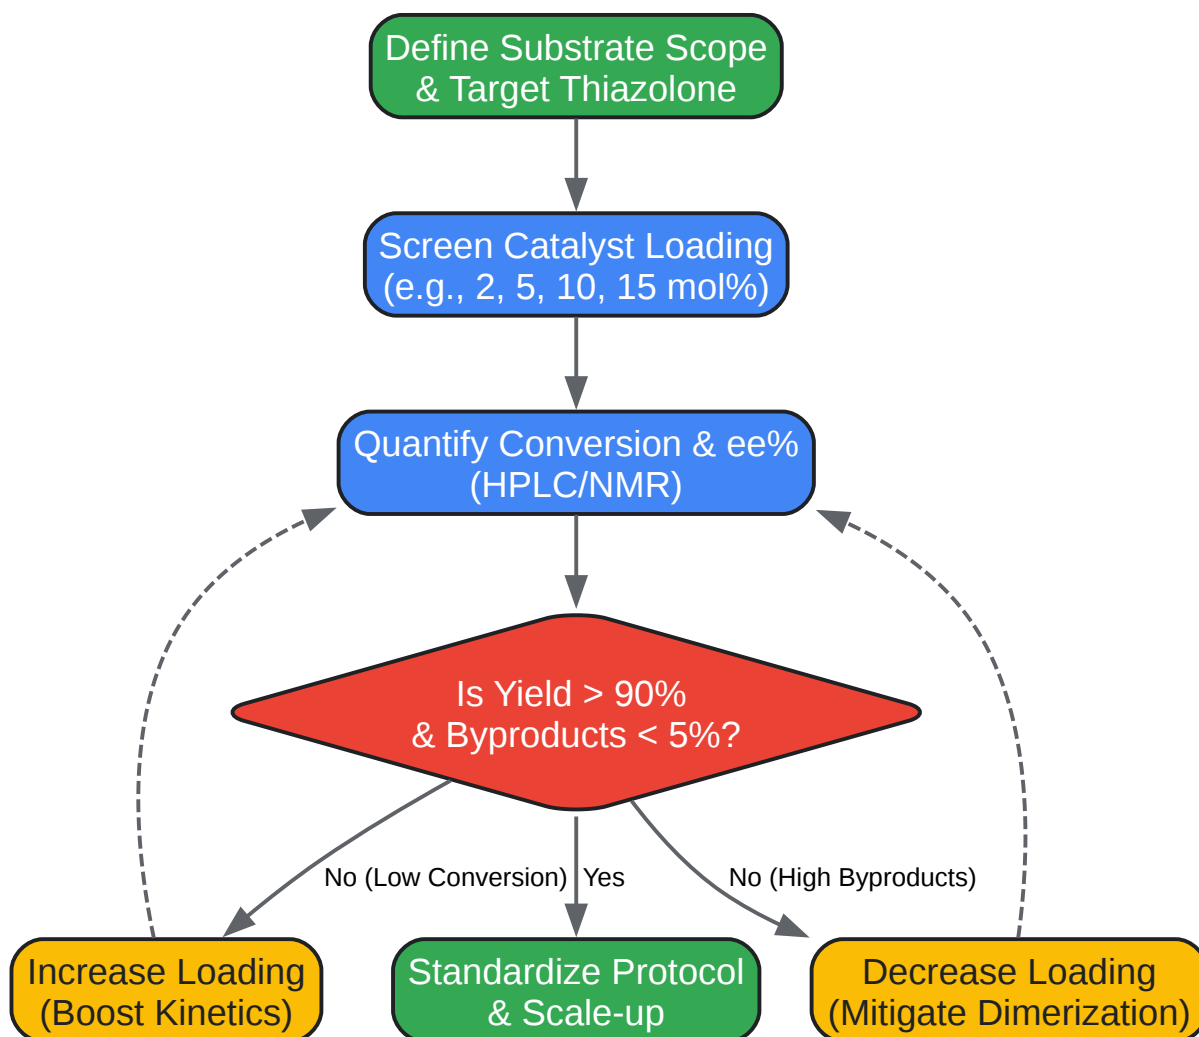 Define Substrate Scope
& Target Thiazolone
Screen Catalyst Loading
(e.g., 2, 5, 10, 15 mol%)
Quantify Conversion & ee%
(HPLC/NMR)
Is Yield > 90%
& Byproducts < 5%?
No (Low Conversion)
Yes
No (High Byproducts)
Increase Loading
(Boost Kinetics)
Standardize Protocol
& Scale-up
Decrease Loading
(Mitigate Dimerization)